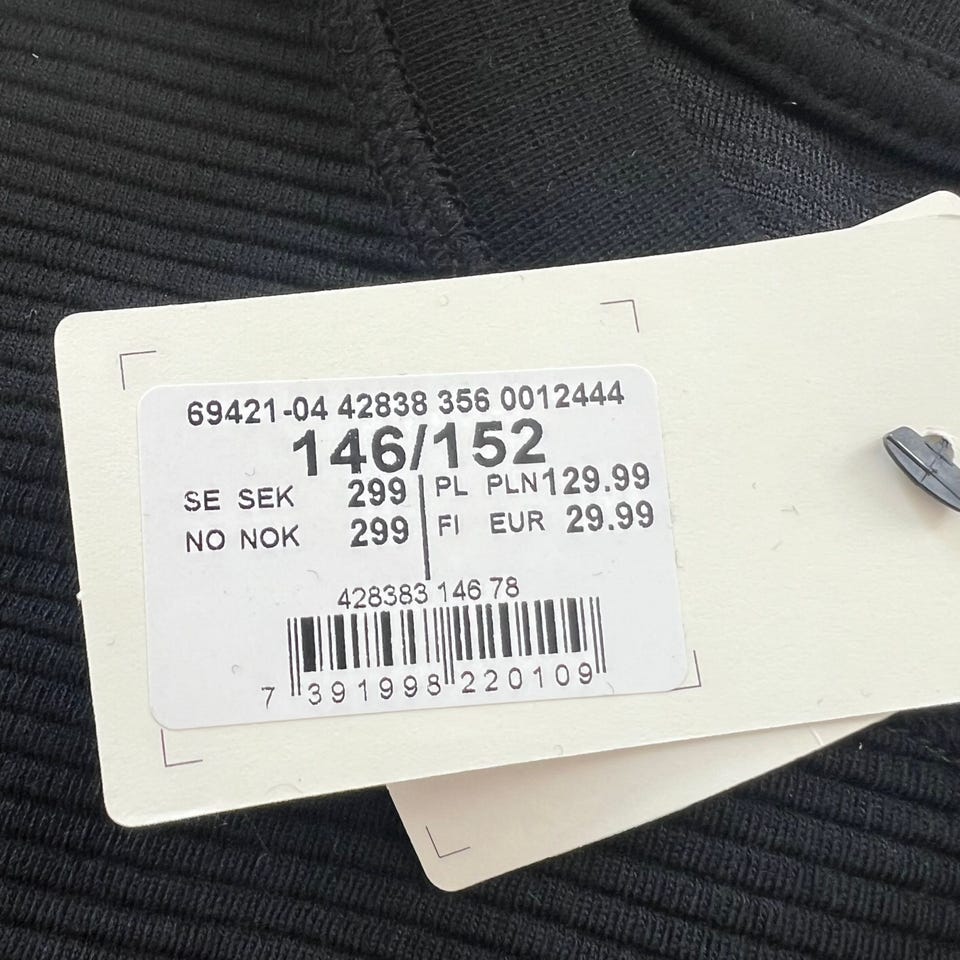 69421-04 42838 356 0012444
146/152
SE SEK 299 PL PLN129.99
NO NOK 299 FI EUR 29.99
428383 146 78
7 391998 220109